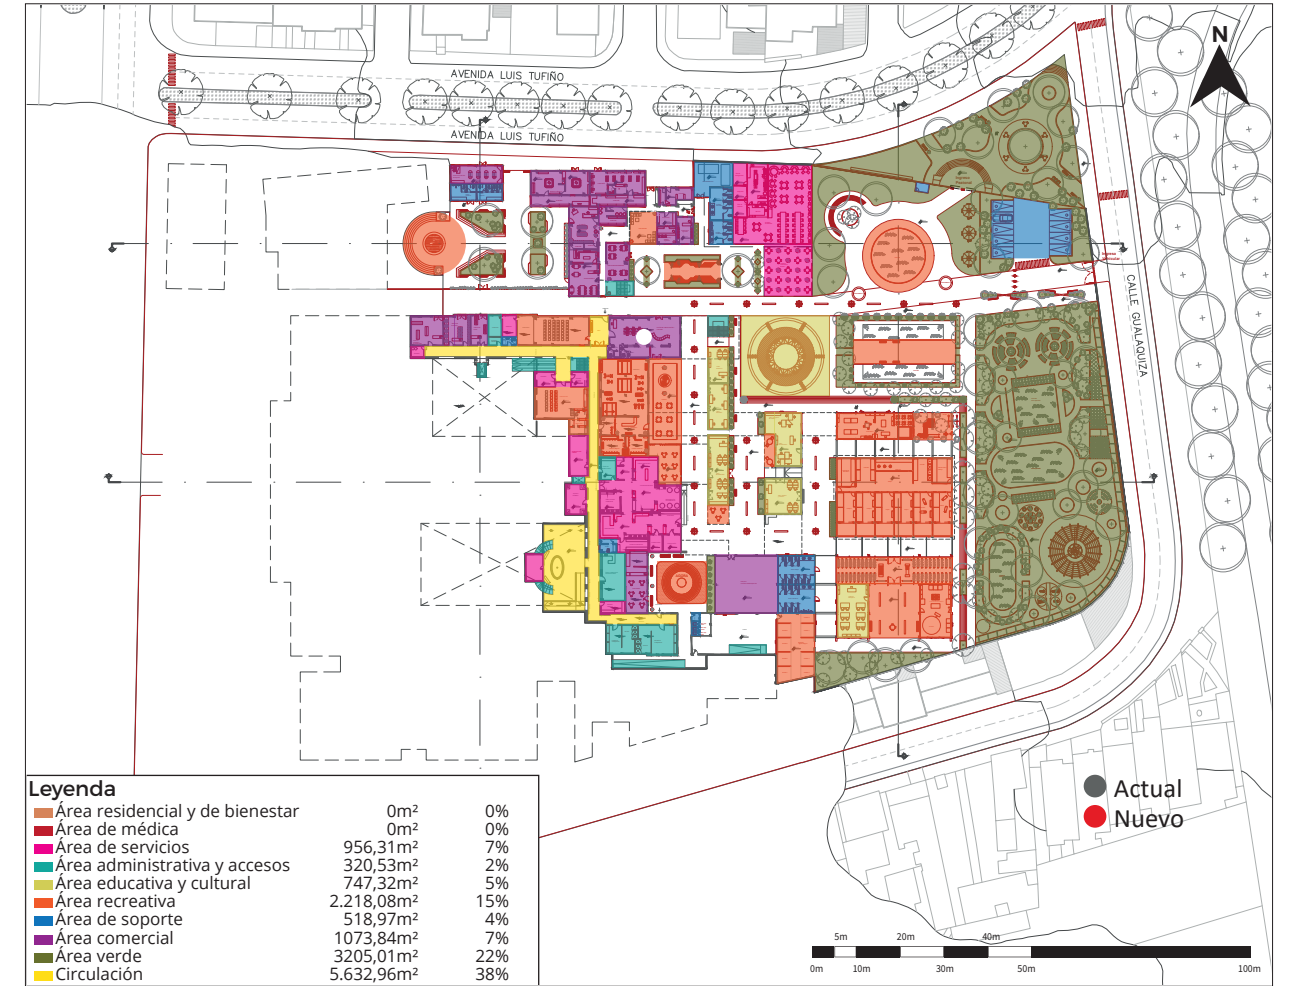 N
AVENIDA LUIS TUFIÑO
AVENIDA LUIS TUFIÑO
CALLE GUALAQUIZA
Leyenda
Área residencial y de bienestar 0m² 0%
Área de médica 0m² 0%
Área de servicios 956,31m² 7%
Área administrativa y accesos 320,53m² 2%
Área educativa y cultural 747,32m² 5%
Área recreativa 2.218,08m² 15%
Área de soporte 518,97m² 4%
Área comercial 1073,84m² 7%
Área verde 3205,01m² 22%
Circulación 5.632,96m² 38%
Actual
Nuevo
5m 20m 40m
0m 10m 30m 50m 100m